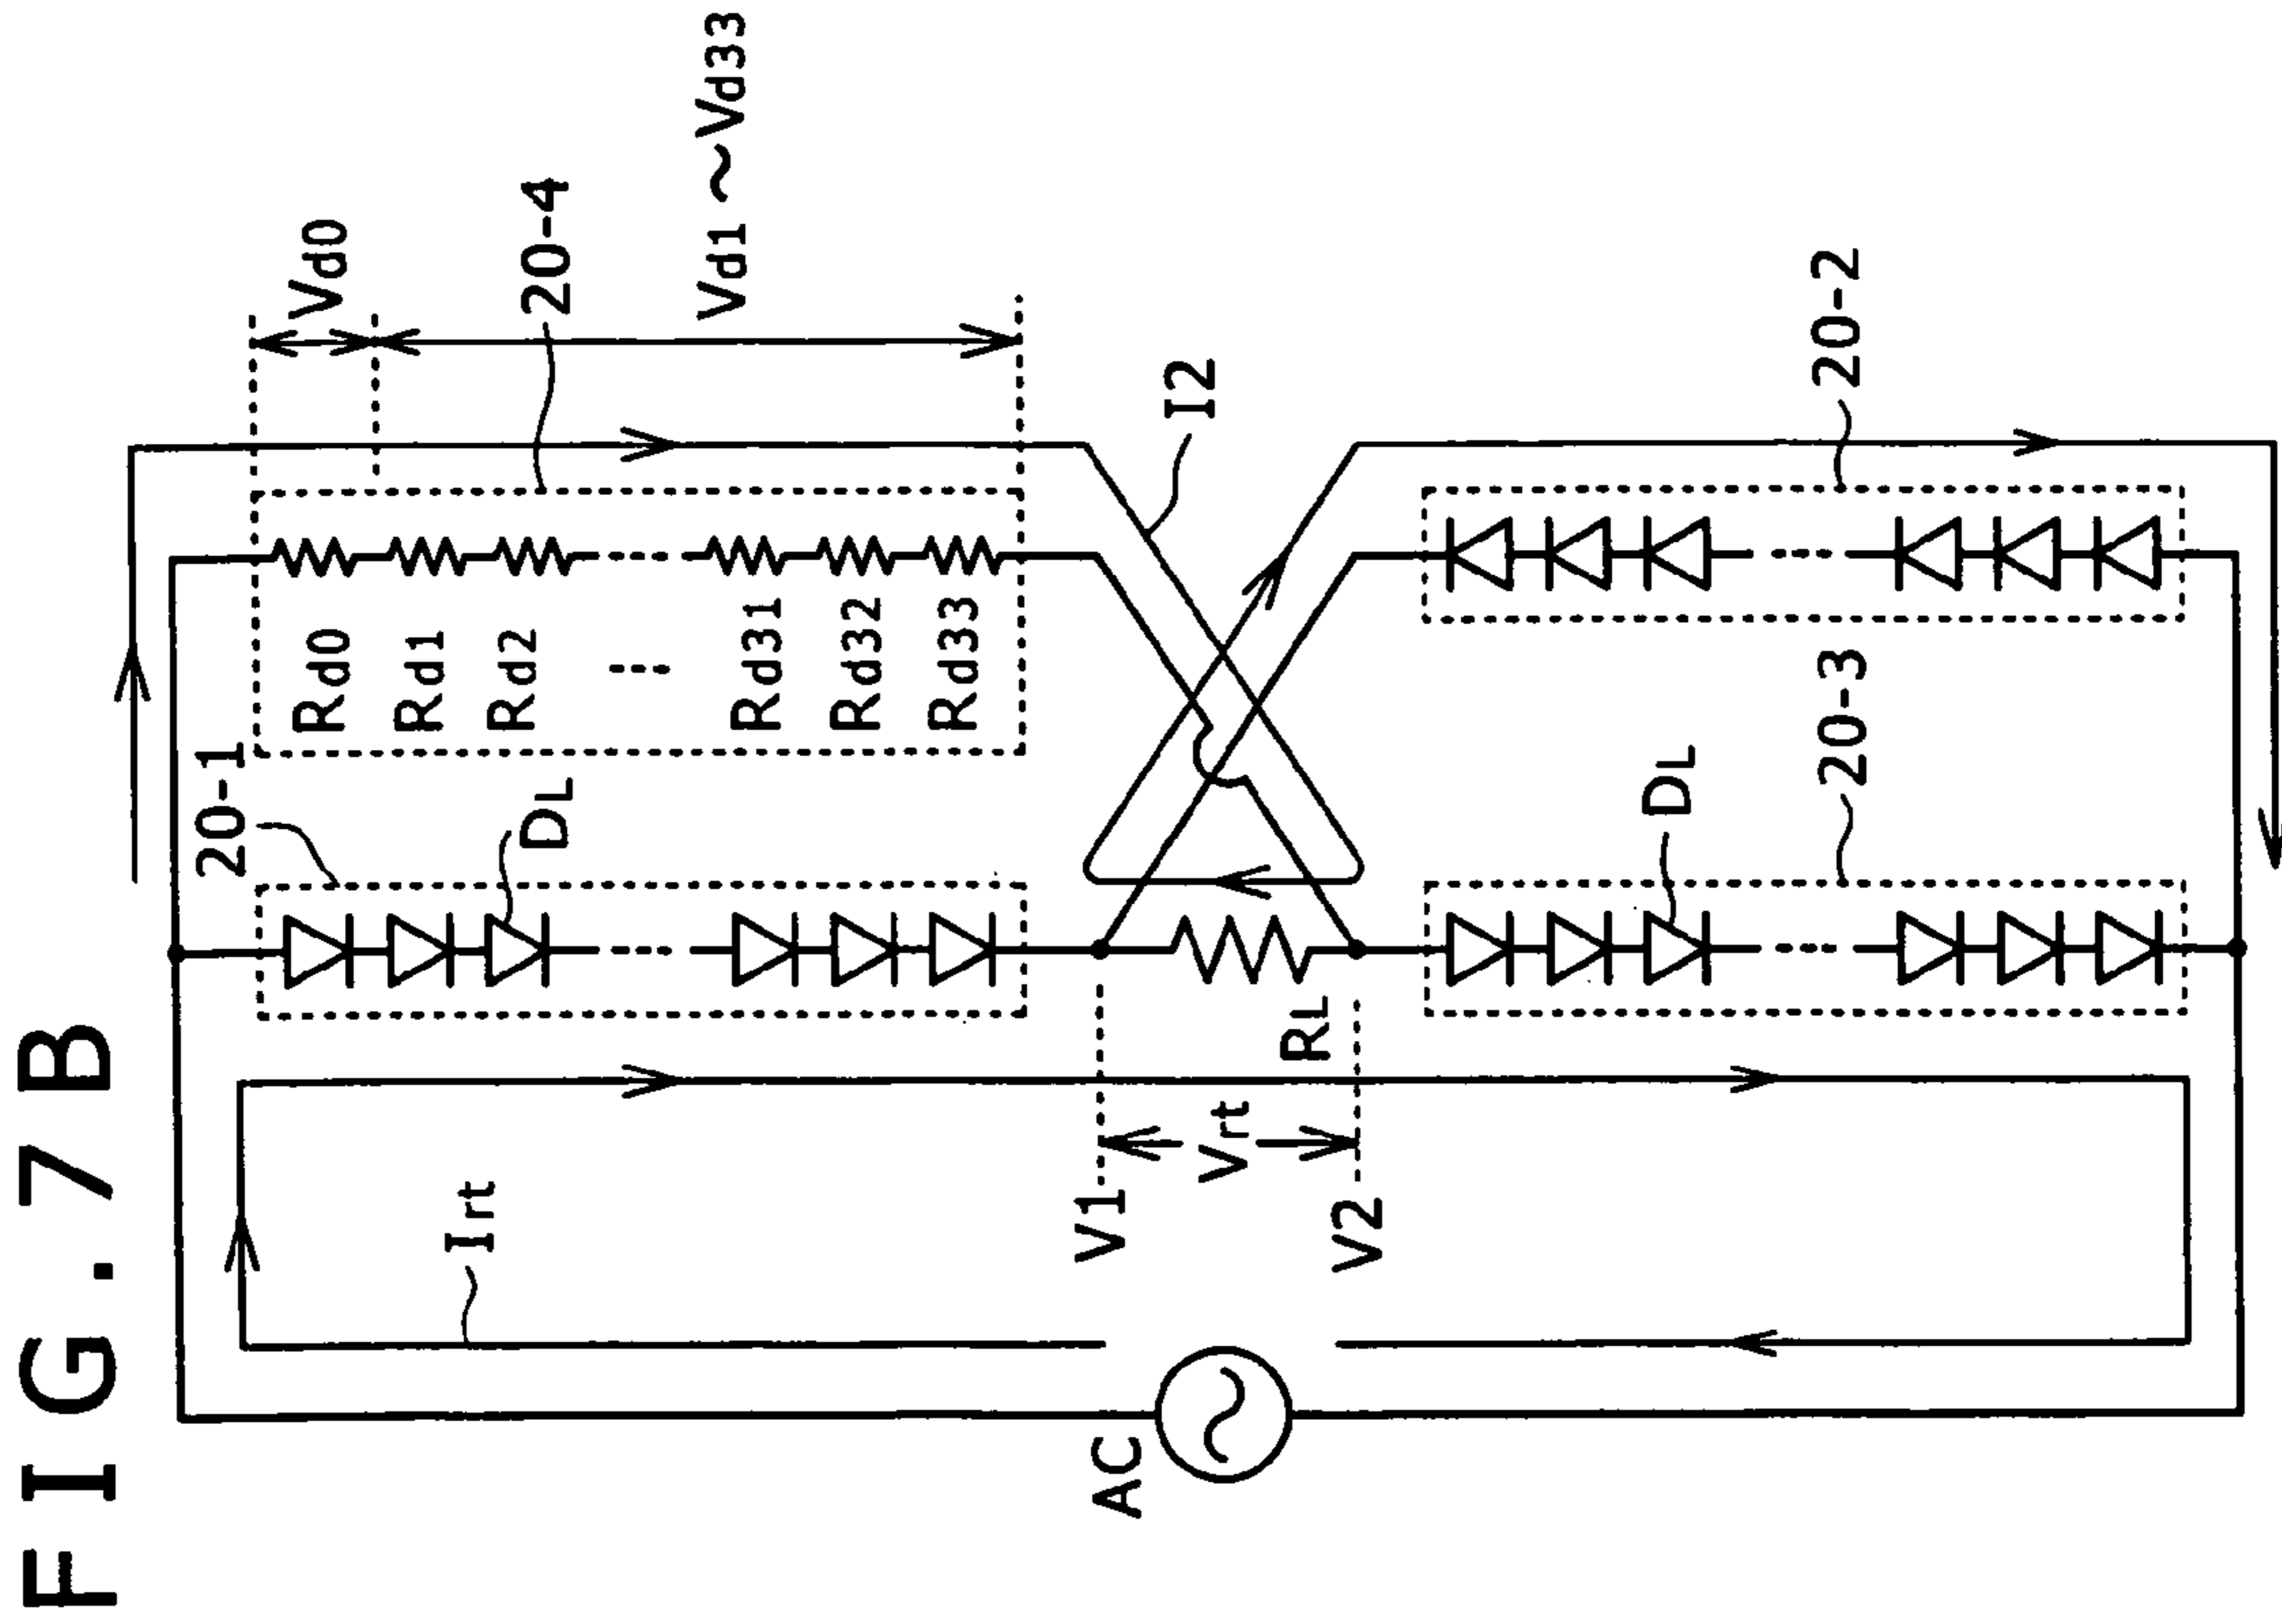 FIG. 7B
Vd0
Vd1 ~ Vd33
20-4
20-1
Rd0
Rd1
Rd2
Rd31
Rd32
Rd33
DL
I2
Irt
V1
Vrt
V2
RL
AC
20-2
20-3
DL